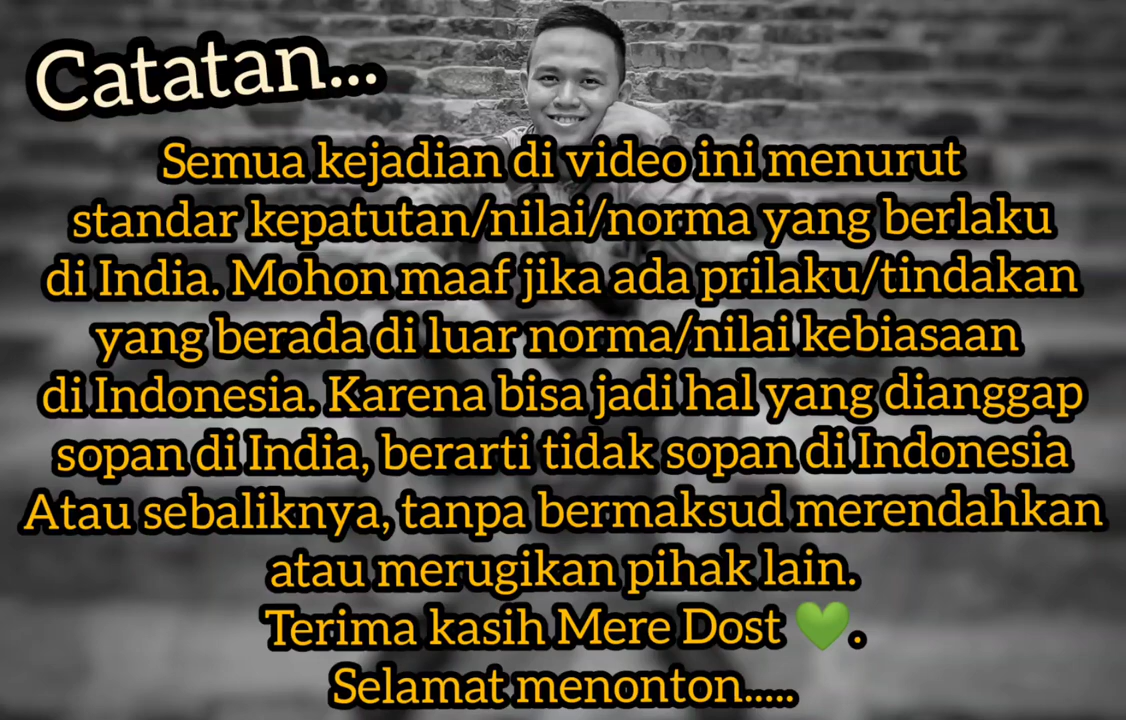 Catatan...
Semua kejadian di video ini menurut
standar kepatutan/nilai/norma yang berlaku
di India. Mohon maaf jika ada prilaku/tindakan
yang berada di luar norma/nilai kebiasaan
di Indonesia. Karena bisa jadi hal yang dianggap
sopan di India, berarti tidak sopan di Indonesia
Atau sebaliknya, tanpa bermaksud merendahkan
atau merugikan pihak lain.
Terima kasih Mere Dost 💚.
Selamat menonton.....